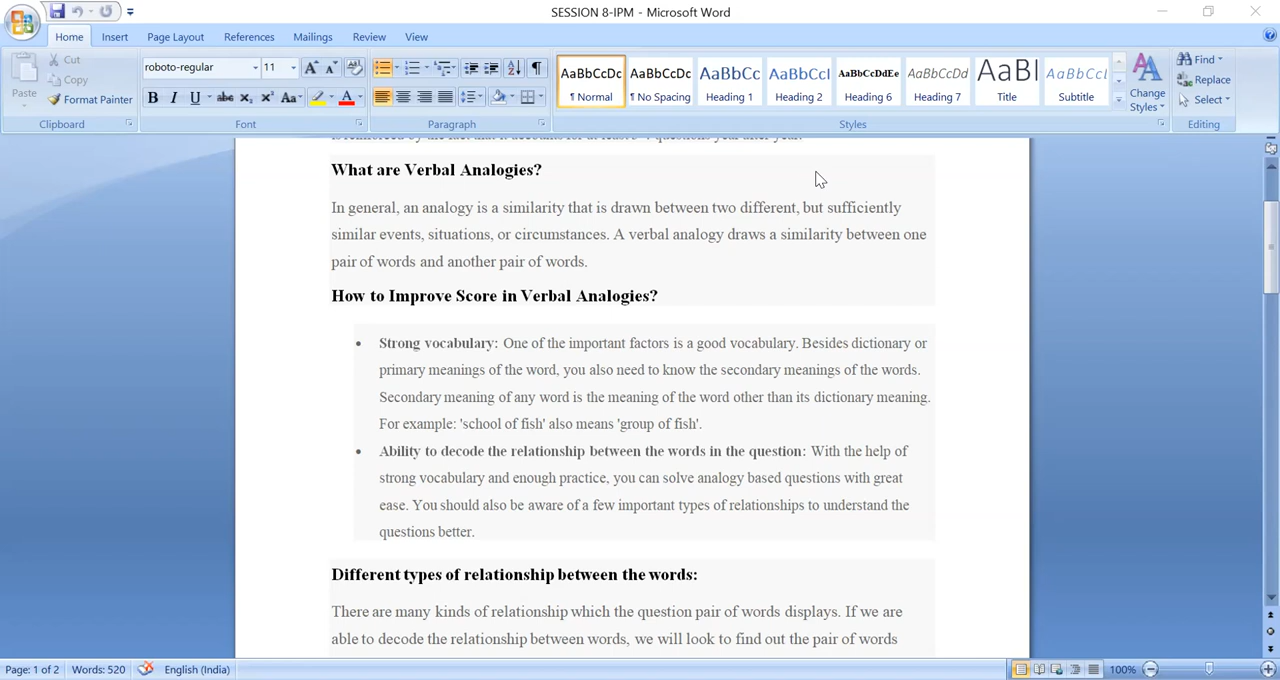 SESSION 8-IPM - Microsoft Word
Home Insert Page Layout References Mailings Review View
Cut
Copy
Format Painter
Paste
Clipboard
roboto-regular 11
Font
Paragraph
AaBbCcDc AaBbCcDc AaBbCc AaBbCcI AaBbCcDdEe AaBbCcDd AaBl AaBbCcI
¶ Normal ¶ No Spacing Heading 1 Heading 2 Heading 6 Heading 7 Title Subtitle
Change Styles
Styles
Find
Replace
Select
Editing
What are Verbal Analogies?
In general, an analogy is a similarity that is drawn between two different, but sufficiently
similar events, situations, or circumstances. A verbal analogy draws a similarity between one
pair of words and another pair of words.
How to Improve Score in Verbal Analogies?
• Strong vocabulary: One of the important factors is a good vocabulary. Besides dictionary or
primary meanings of the word, you also need to know the secondary meanings of the words.
Secondary meaning of any word is the meaning of the word other than its dictionary meaning.
For example: 'school of fish' also means 'group of fish'.
• Ability to decode the relationship between the words in the question: With the help of
strong vocabulary and enough practice, you can solve analogy based questions with great
ease. You should also be aware of a few important types of relationships to understand the
questions better.
Different types of relationship between the words:
There are many kinds of relationship which the question pair of words displays. If we are
able to decode the relationship between words, we will look to find out the pair of words
Page: 1 of 2 Words: 520 English (India) 100%